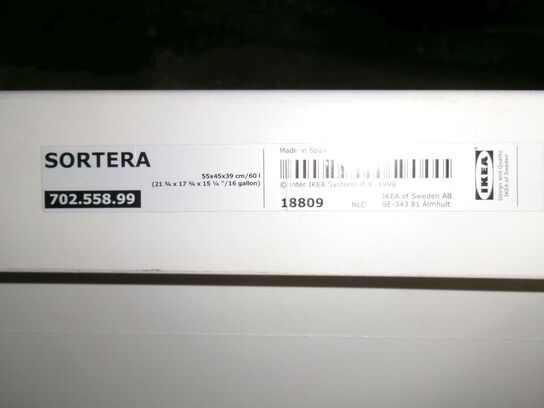 SORTERA
55x45x39 cm/60 l
(21 ¾ x 17 ¾ x 15 ¼ "/16 gallon)
702.558.99
Made in Spain
© Inter IKEA Systems B.V. 1999
18809
NLC
IKEA of Sweden AB
SE-343 81 Älmhult
IKEA
Design and Quality
IKEA of Sweden